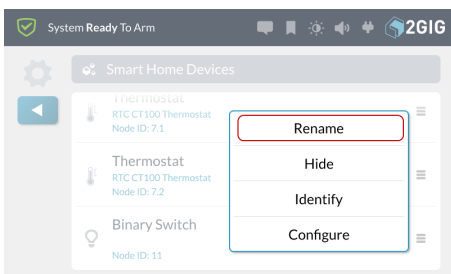 System Ready To Arm
2GIG
Smart Home Devices
Thermostat
RTC CT100 Thermostat
Node ID: 7.1
Thermostat
RTC CT100 Thermostat
Node ID: 7.2
Binary Switch
Node ID: 11
Rename
Hide
Identify
Configure